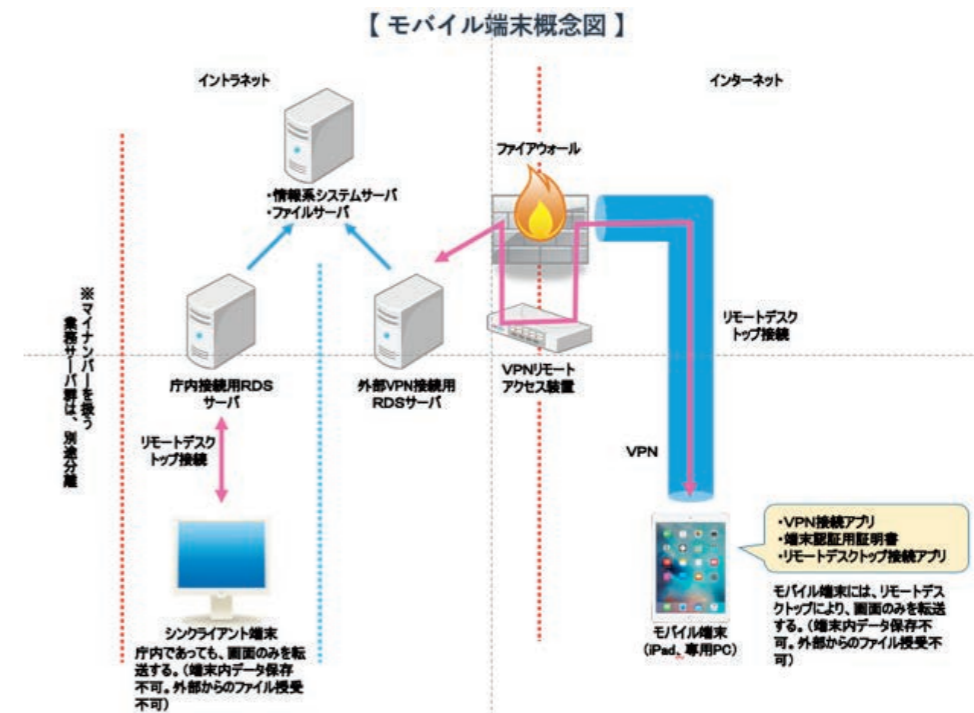 【 モバイル端末概念図 】
イントラネット
インターネット
ファイアウォール
・情報系システムサーバ
・ファイルサーバ
※マイナンバーを扱う
業務サーバ群は、別途分離
庁内接続用RDS
サーバ
外部VPN接続用
RDSサーバ
VPNリモート
アクセス装置
リモートデスク
トップ接続
リモートデスク
トップ接続
VPN
・VPN接続アプリ
・端末認証用証明書
・リモートデスクトップ接続アプリ
シンクライアント端末
庁内であっても、画面のみを転
送する。（端末内データ保存
不可。外部からのファイル授受
不可）
モバイル端末
（iPad、専用PC）
モバイル端末には、リモートデス
クトップにより、画面のみを転送
する。（端末内データ保存不
可。外部からのファイル授受不
可）